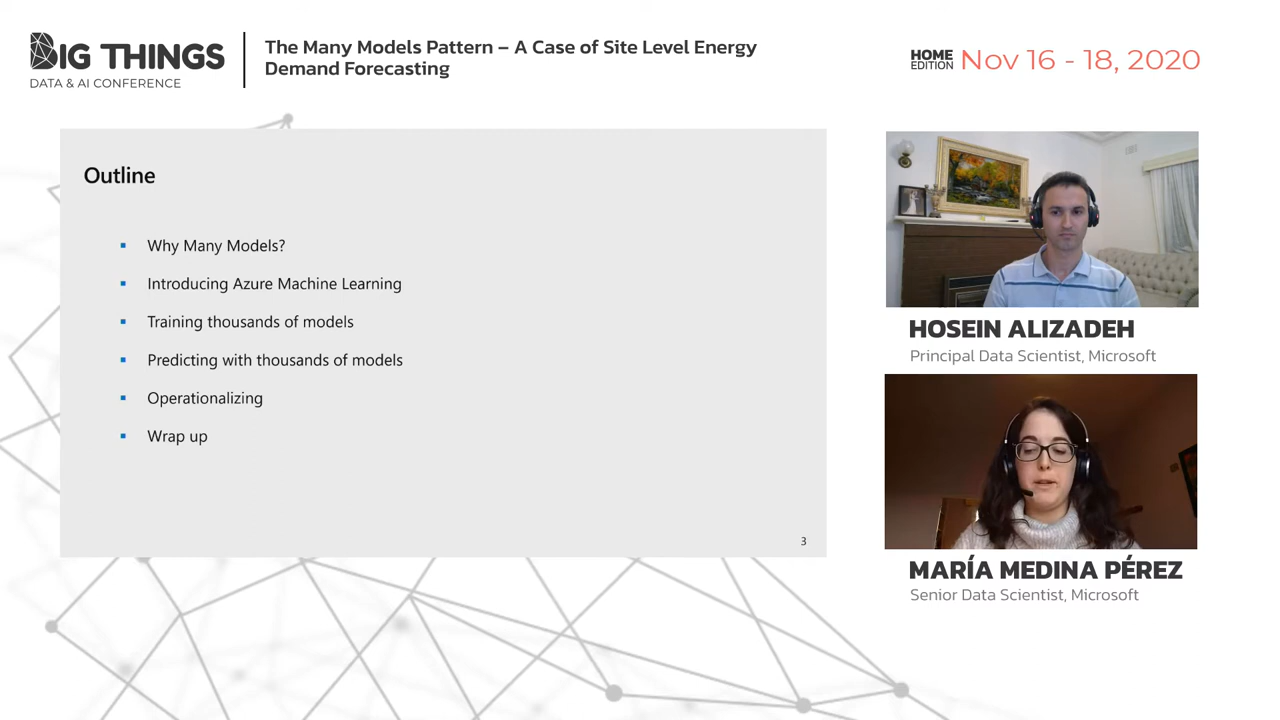 BIG THINGS
DATA & AI CONFERENCE
The Many Models Pattern – A Case of Site Level Energy
Demand Forecasting
HOME
EDITION
Nov 16 - 18, 2020
Outline
Why Many Models?
Introducing Azure Machine Learning
Training thousands of models
Predicting with thousands of models
Operationalizing
Wrap up
3
HOSEIN ALIZADEH
Principal Data Scientist, Microsoft
MARÍA MEDINA PÉREZ
Senior Data Scientist, Microsoft